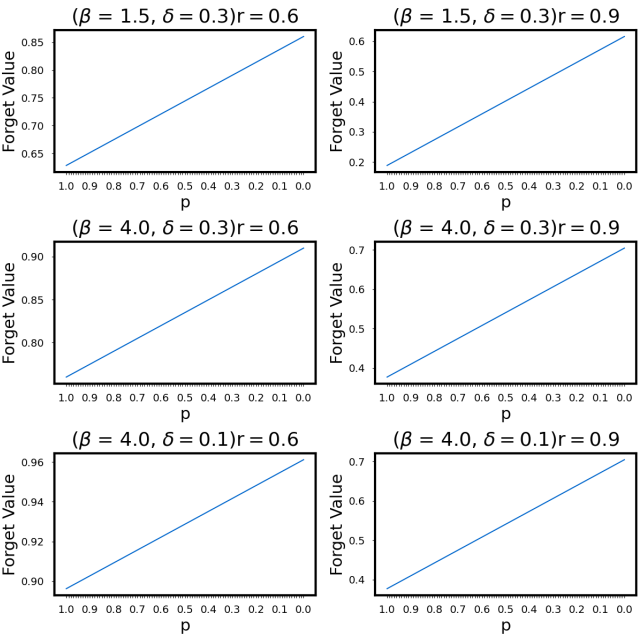 (β = 1.5, δ = 0.3)r = 0.6
Forget Value
0.85
0.80
0.75
0.70
0.65
1.0 0.9 0.8 0.7 0.6 0.5 0.4 0.3 0.2 0.1 0.0
p
(β = 1.5, δ = 0.3)r = 0.9
Forget Value
0.6
0.5
0.4
0.3
0.2
1.0 0.9 0.8 0.7 0.6 0.5 0.4 0.3 0.2 0.1 0.0
p
(β = 4.0, δ = 0.3)r = 0.6
Forget Value
0.90
0.85
0.80
1.0 0.9 0.8 0.7 0.6 0.5 0.4 0.3 0.2 0.1 0.0
p
(β = 4.0, δ = 0.3)r = 0.9
Forget Value
0.7
0.6
0.5
0.4
1.0 0.9 0.8 0.7 0.6 0.5 0.4 0.3 0.2 0.1 0.0
p
(β = 4.0, δ = 0.1)r = 0.6
Forget Value
0.96
0.94
0.92
0.90
1.0 0.9 0.8 0.7 0.6 0.5 0.4 0.3 0.2 0.1 0.0
p
(β = 4.0, δ = 0.1)r = 0.9
Forget Value
0.7
0.6
0.5
0.4
1.0 0.9 0.8 0.7 0.6 0.5 0.4 0.3 0.2 0.1 0.0
p